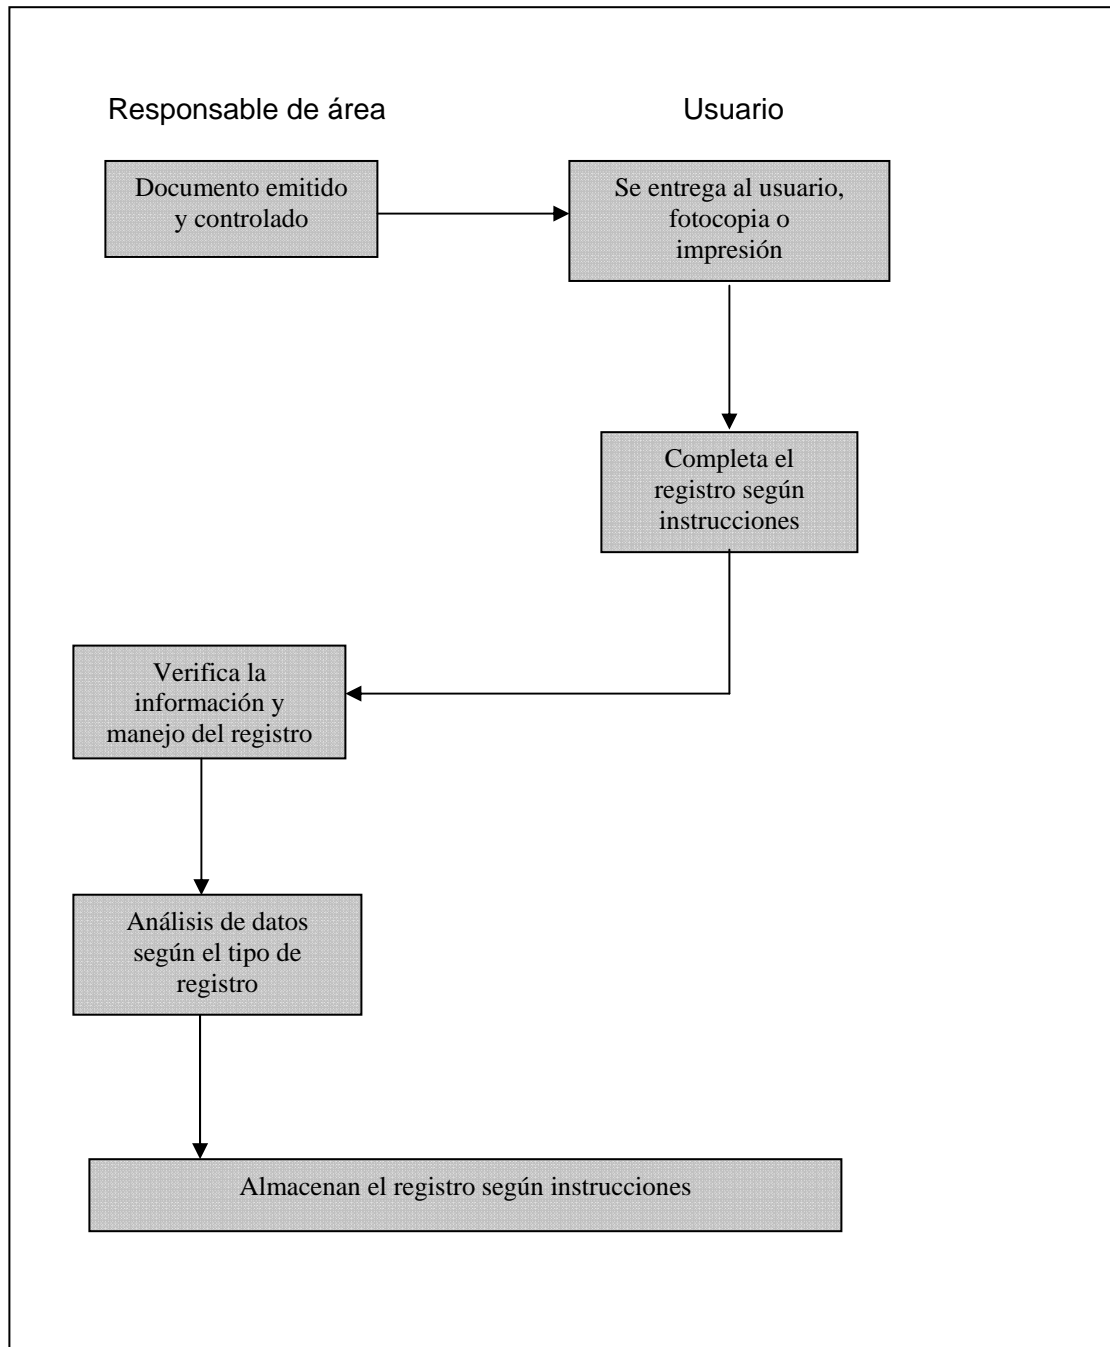 Responsable de área
Usuario
Documento emitido
y controlado
Se entrega al usuario,
fotocopia o
impresión
Completa el
registro según
instrucciones
Verifica la
información y
manejo del registro
Análisis de datos
según el tipo de
registro
Almacenan el registro según instrucciones